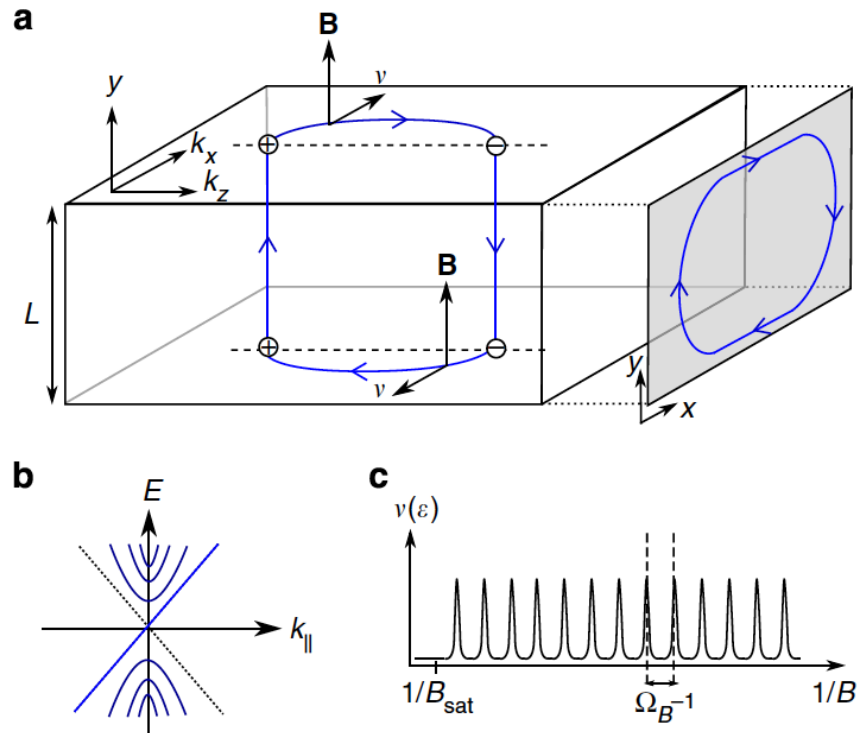 a
B
v
y
k_x
k_z
⊕ ⊖
B
L
⊕ ⊖
v
y
x
b
E
k_∥
c
ν(ε)
1/B_sat
Ω_B^{-1}
1/B